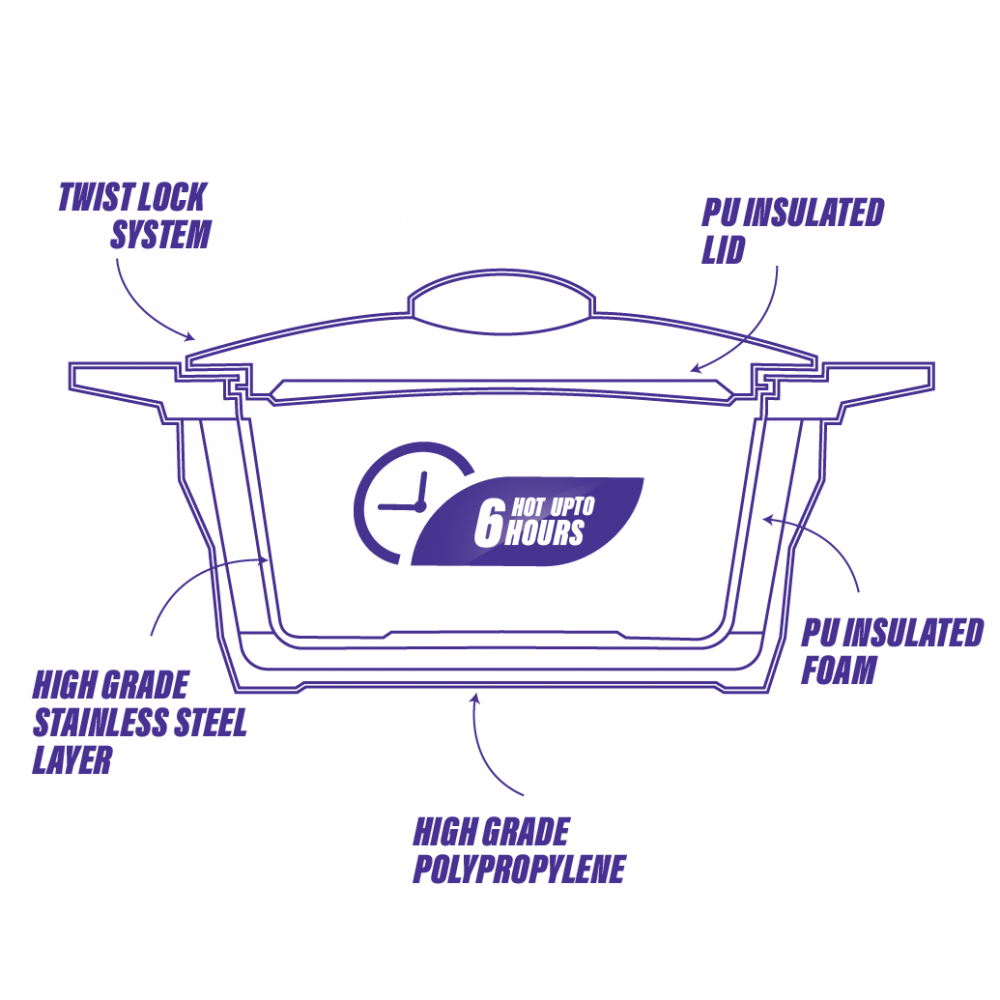 TWIST LOCK
SYSTEM
PU INSULATED
LID
6 HOT UPTO
HOURS
HIGH GRADE
STAINLESS STEEL
LAYER
PU INSULATED
FOAM
HIGH GRADE
POLYPROPYLENE